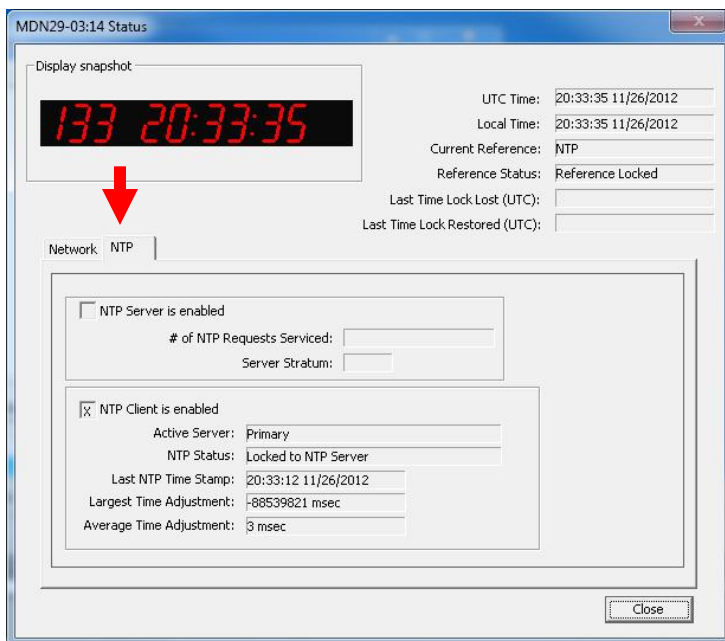 MDN29-03:14 Status
Display snapshot
133 20:33:35
UTC Time: 20:33:35 11/26/2012
Local Time: 20:33:35 11/26/2012
Current Reference: NTP
Reference Status: Reference Locked
Last Time Lock Lost (UTC):
Last Time Lock Restored (UTC):
Network NTP
NTP Server is enabled
# of NTP Requests Serviced:
Server Stratum:
x NTP Client is enabled
Active Server: Primary
NTP Status: Locked to NTP Server
Last NTP Time Stamp: 20:33:12 11/26/2012
Largest Time Adjustment: -88539821 msec
Average Time Adjustment: 3 msec
Close